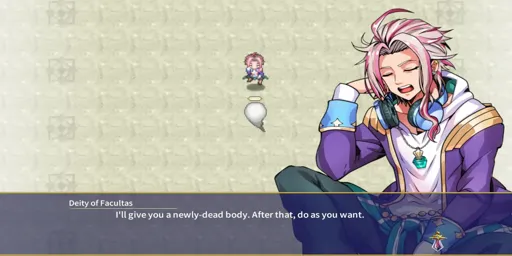 Deity of Facultas
I'll give you a newly-dead body. After that, do as you want.